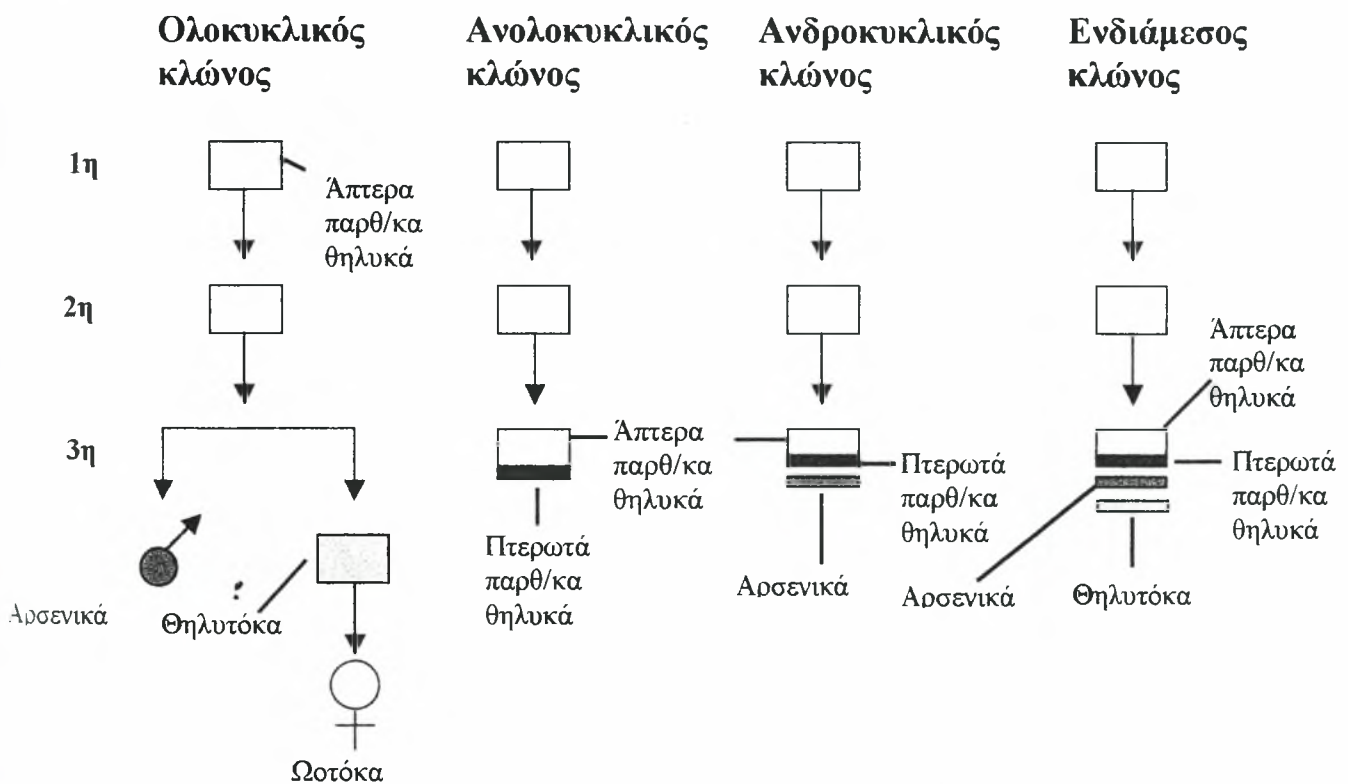 Ολοκυκλικός
κλώνος
Ανολοκυκλικός
κλώνος
Ανδροκυκλικός
κλώνος
Ενδιάμεσος
κλώνος
1η
Άπτερα
παρθ/κα
θηλυκά
2η
Άπτερα
παρθ/κα
θηλυκά
3η
Άπτερα
παρθ/κα
θηλυκά
Πτερωτά
παρθ/κα
θηλυκά
Πτερωτά
παρθ/κα
θηλυκά
Πτερωτά
παρθ/κα
θηλυκά
Αρσενικά
Θηλυτόκα
Αρσενικά
Αρσενικά
Θηλυτόκα
Ωοτόκα